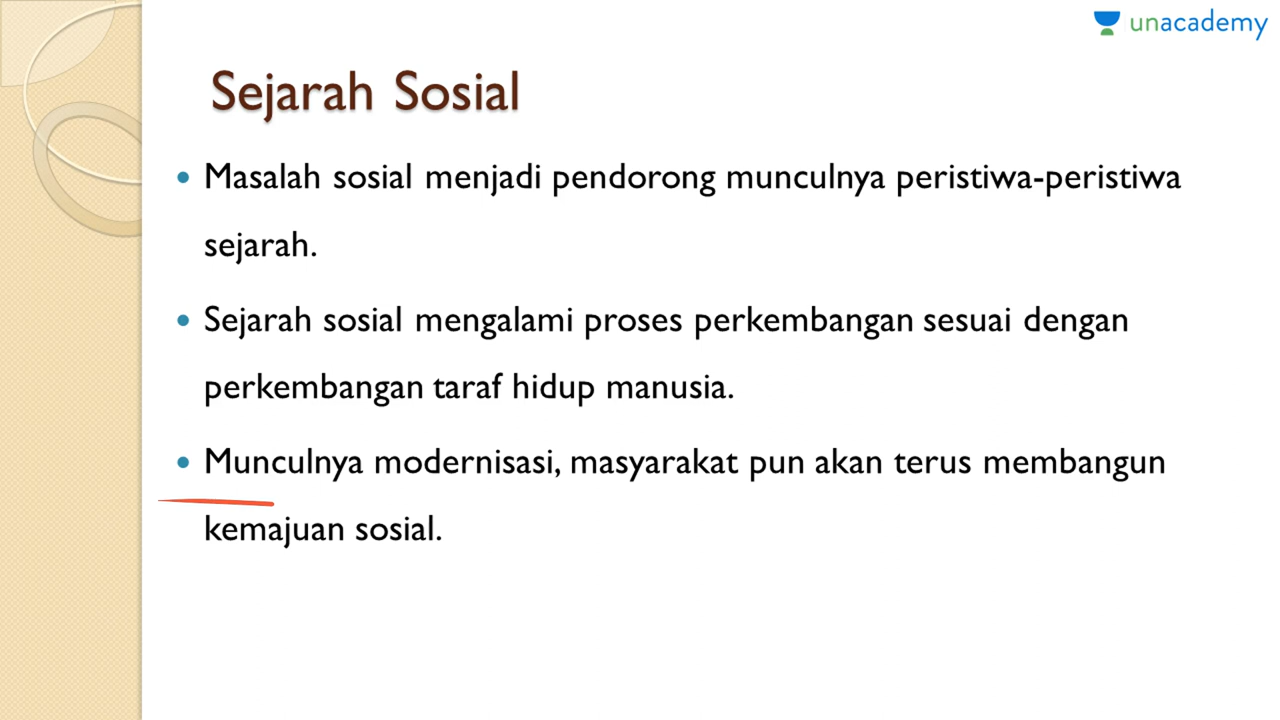 unacademy
Sejarah Sosial
Masalah sosial menjadi pendorong munculnya peristiwa-peristiwa
sejarah.
Sejarah sosial mengalami proses perkembangan sesuai dengan
perkembangan taraf hidup manusia.
Munculnya modernisasi, masyarakat pun akan terus membangun
kemajuan sosial.